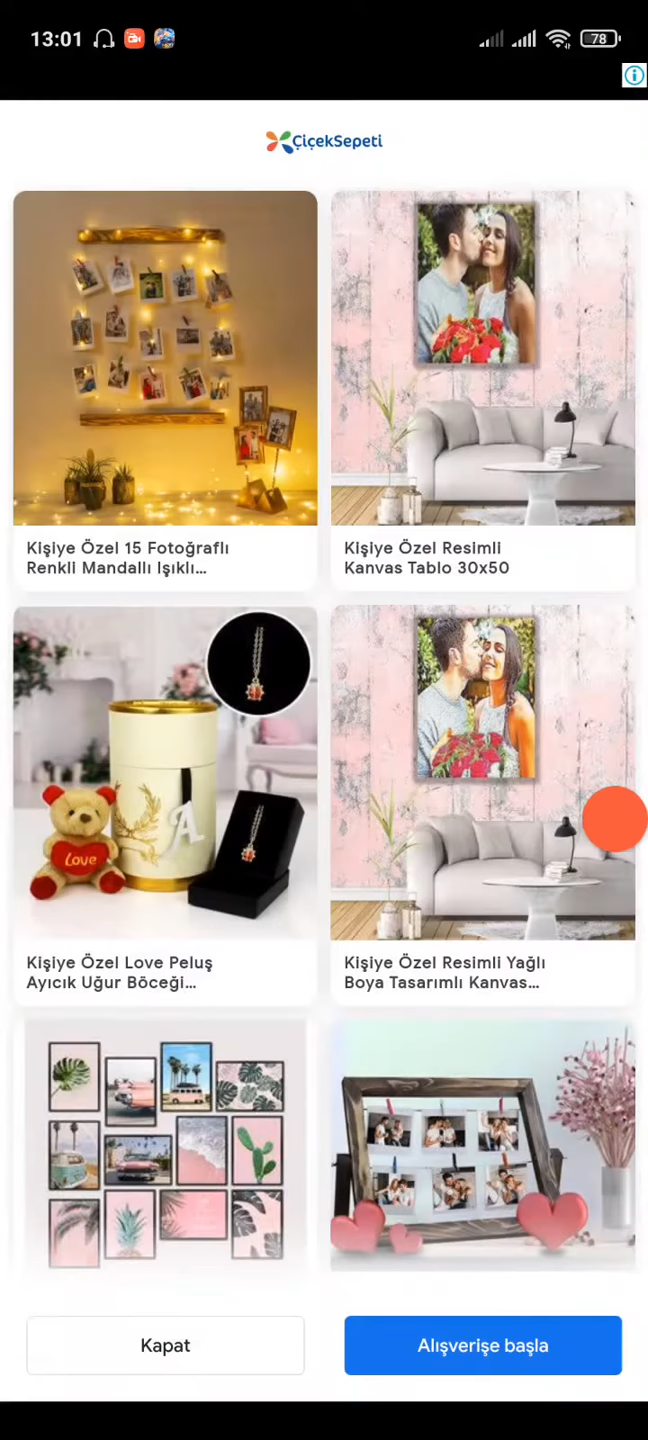 13:01
78
ÇiçekSepeti
Kişiye Özel 15 Fotoğraflı
Renkli Mandallı Işıklı...
Kişiye Özel Resimli
Kanvas Tablo 30x50
A
Love
Kişiye Özel Love Peluş
Ayıcık Uğur Böceği...
Kişiye Özel Resimli Yağlı
Boya Tasarımlı Kanvas...
Kapat
Alışverişe başla